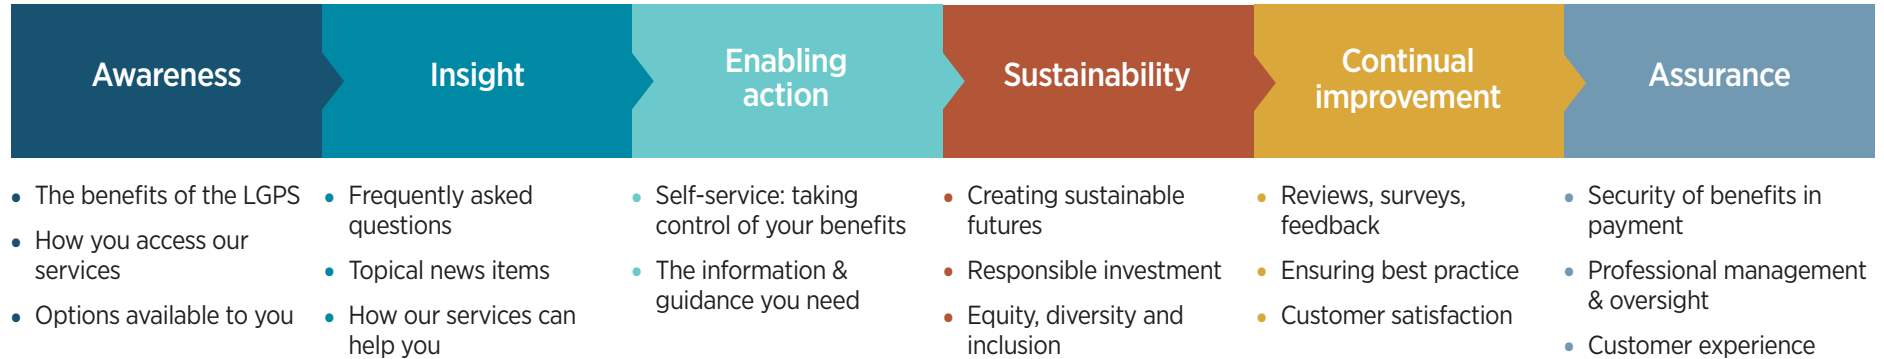 Awareness
Insight
Enabling
action
Sustainability
Continual
improvement
Assurance
• The benefits of the LGPS
• How you access our
services
• Options available to you
• Frequently asked
questions
• Topical news items
• How our services can
help you
• Self-service: taking
control of your benefits
• The information &
guidance you need
• Creating sustainable
futures
• Responsible investment
• Equity, diversity and
inclusion
• Reviews, surveys,
feedback
• Ensuring best practice
• Customer satisfaction
• Security of benefits in
payment
• Professional management
& oversight
• Customer experience